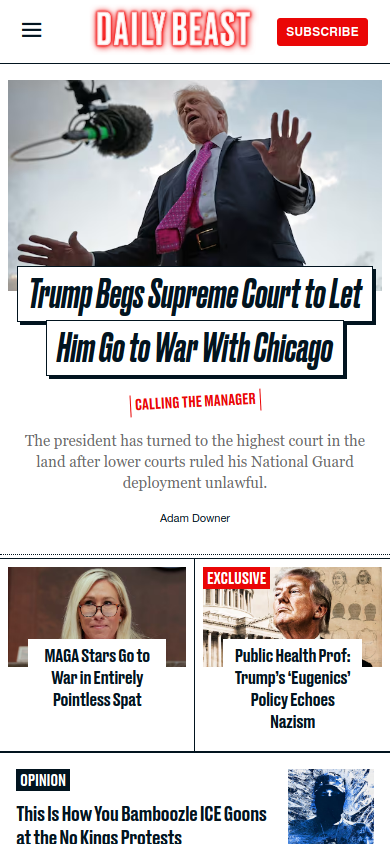 DAILY BEAST
SUBSCRIBE
Trump Begs Supreme Court to Let
Him Go to War With Chicago
CALLING THE MANAGER
The president has turned to the highest court in the
land after lower courts ruled his National Guard
deployment unlawful.
Adam Downer
MAGA Stars Go to
War in Entirely
Pointless Spat
EXCLUSIVE
Public Health Prof:
Trump’s ‘Eugenics’
Policy Echoes
Nazism
OPINION
This Is How You Bamboozle ICE Goons
at the No Kings Protests